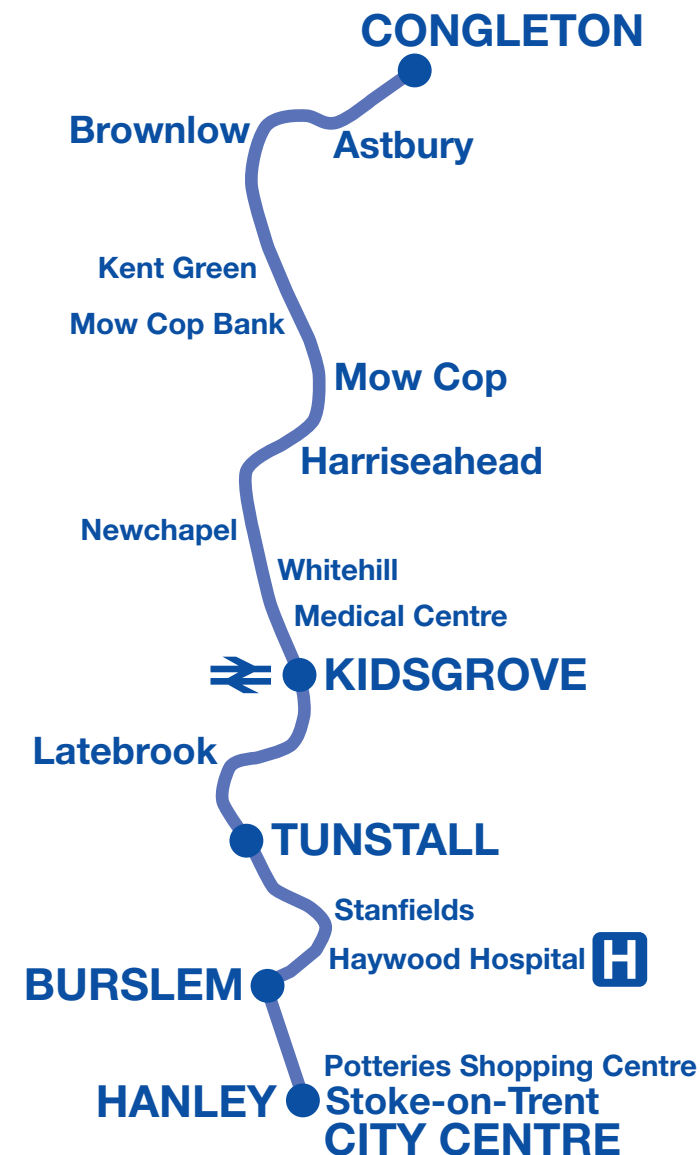 CONGLETON
Brownlow
Astbury
Kent Green
Mow Cop Bank
Mow Cop
Harriseahead
Newchapel
Whitehill
Medical Centre
KIDSGROVE
Latebrook
TUNSTALL
Stanfields
Haywood Hospital H
BURSLEM
Potteries Shopping Centre
HANLEY Stoke-on-Trent
CITY CENTRE